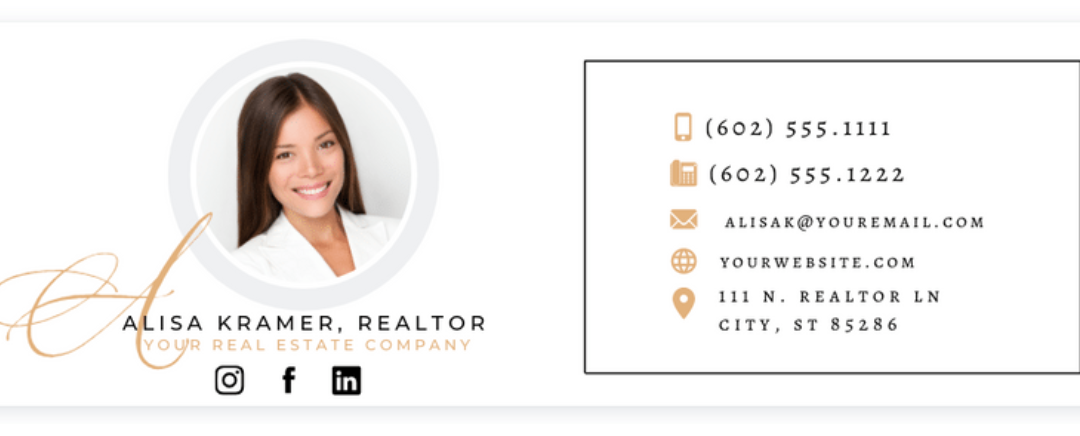 A
ALISA KRAMER, REALTOR
YOUR REAL ESTATE COMPANY
(602) 555.1111
(602) 555.1222
ALISAK@YOUREMAIL.COM
YOURWEBSITE.COM
111 N. REALTOR LN
CITY, ST 85286